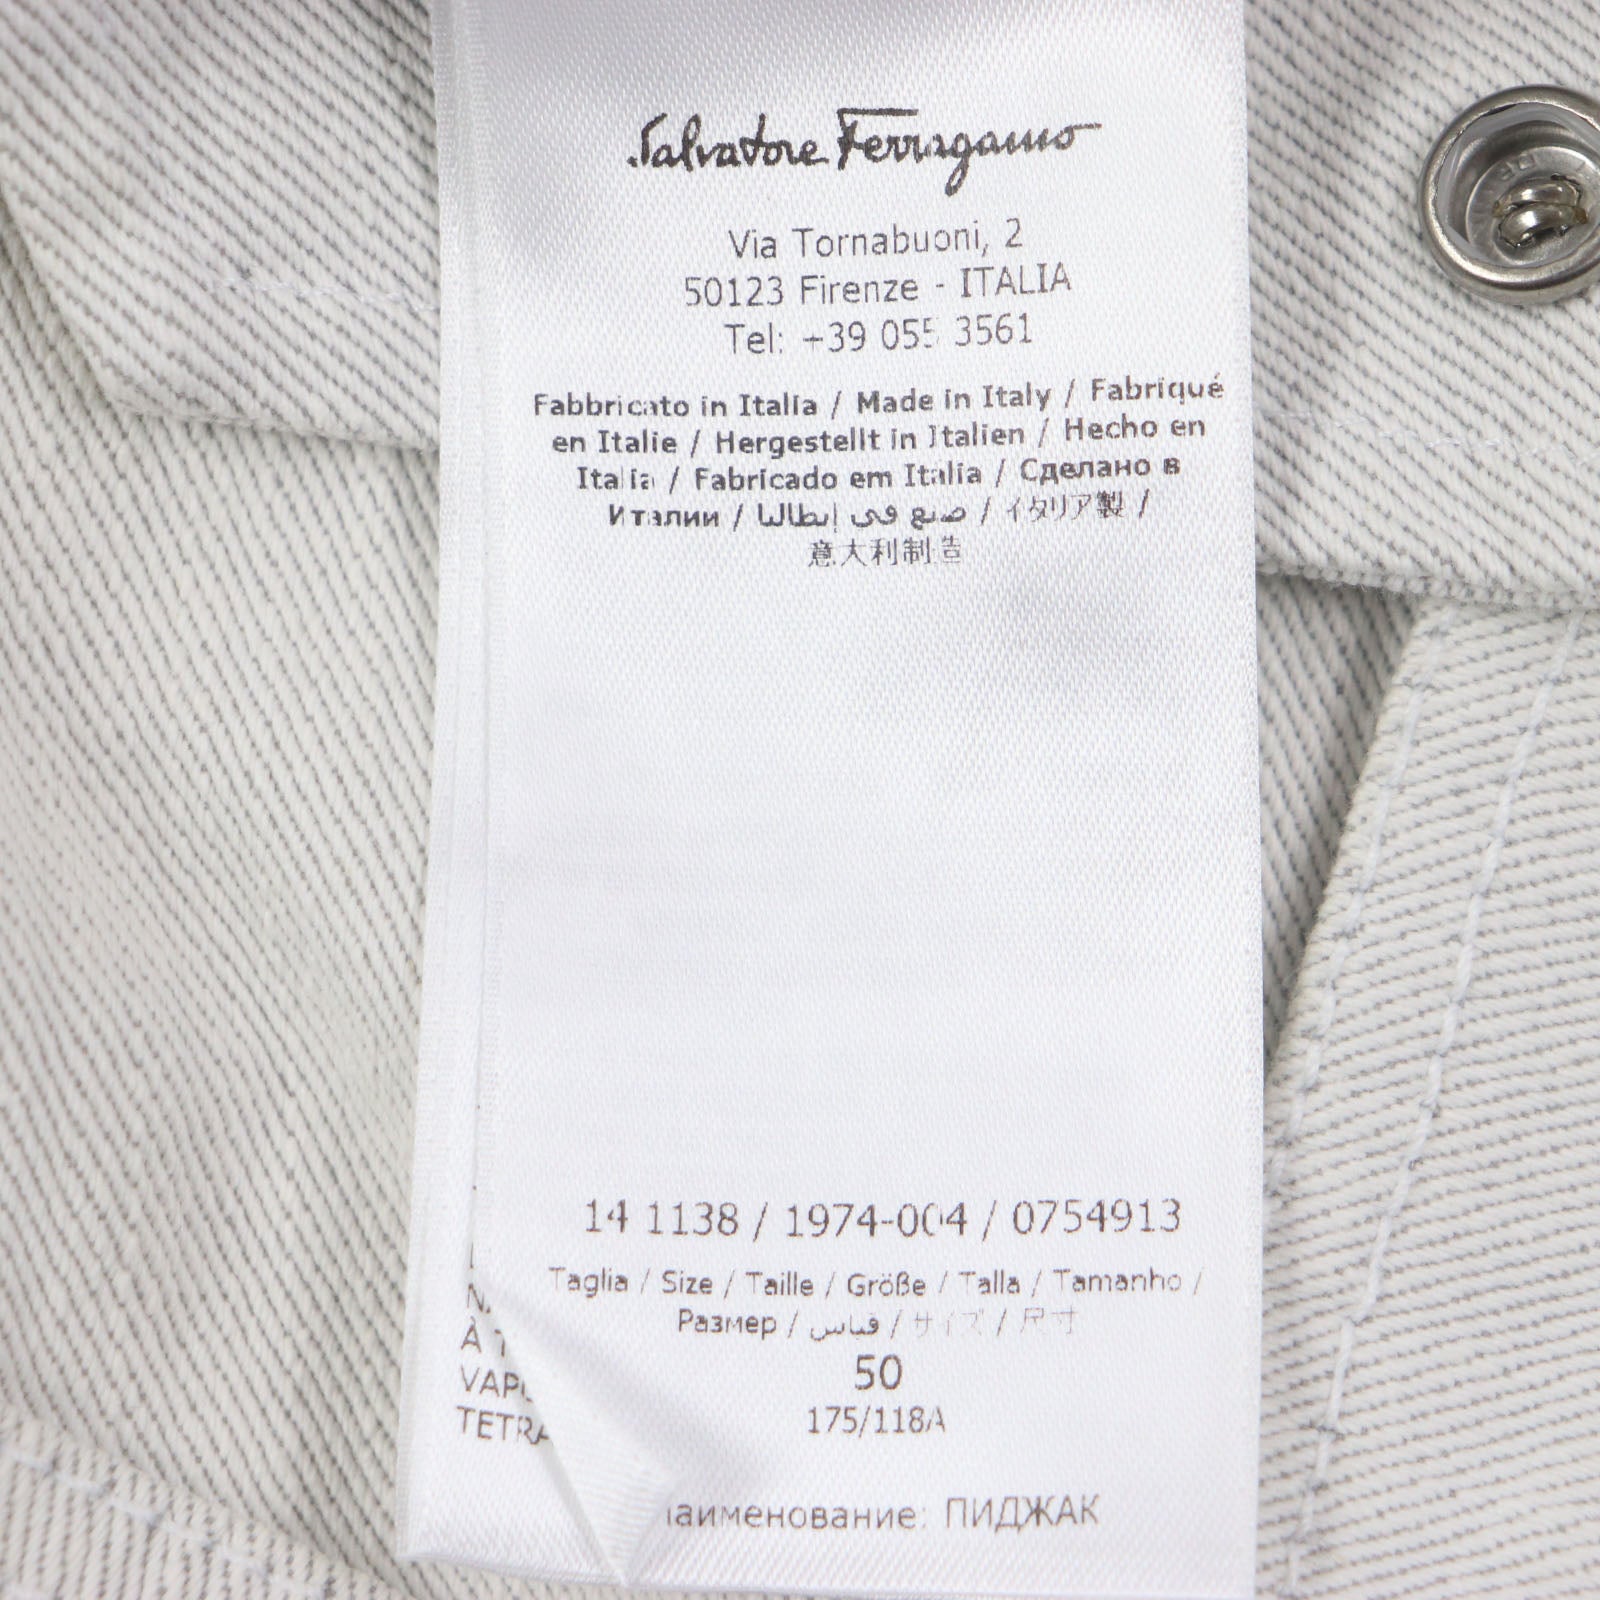 Salvatore Ferragamo
Via Tornabuoni, 2
50123 Firenze - ITALIA
Tel: +39 055 3561
Fabbricato in Italia / Made in Italy / Fabriqué
en Italie / Hergestellt in Italien / Hecho en
Italia / Fabricado em Italia / Сделано в
Италии / صنع في إيطاليا / イタリア製 /
意大利制造
14 1138 / 1974-004 / 0754913
Taglia / Size / Taille / Größe / Talla / Tamanho /
Размер / قياس / サイズ / 尺寸
50
175/118A
аименование: ПИДЖАК
À